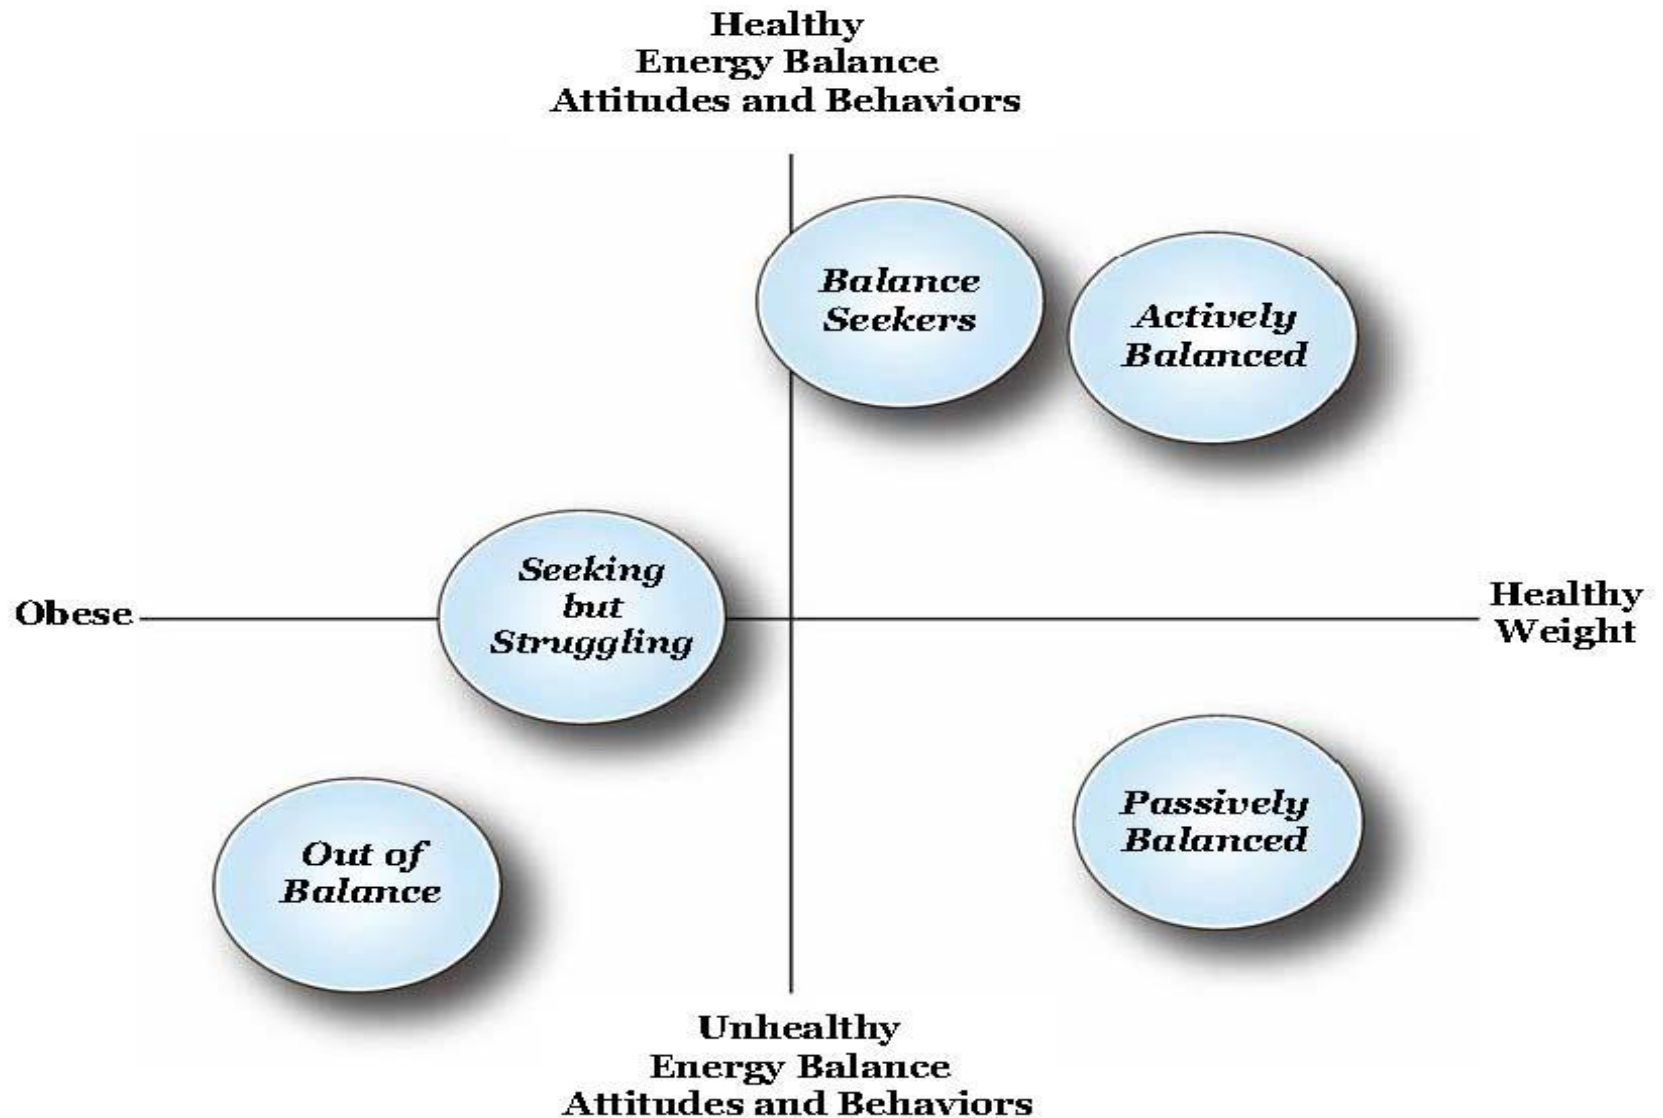 Healthy
Energy Balance
Attitudes and Behaviors
Balance
Seekers
Actively
Balanced
Seeking
but
Struggling
Obese
Healthy
Weight
Passively
Balanced
Out of
Balance
Unhealthy
Energy Balance
Attitudes and Behaviors